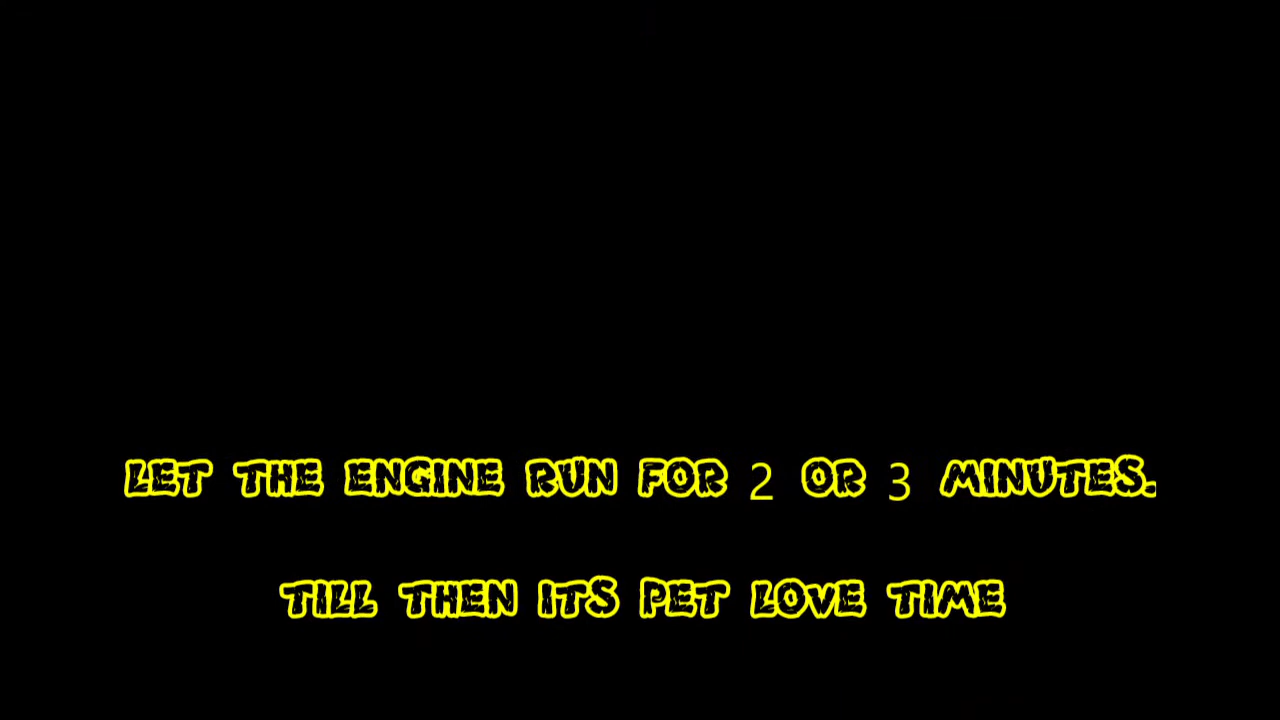 LET THE ENGINE RUN FOR 2 OR 3 MINUTES.
TILL THEN ITS PET LOVE TIME